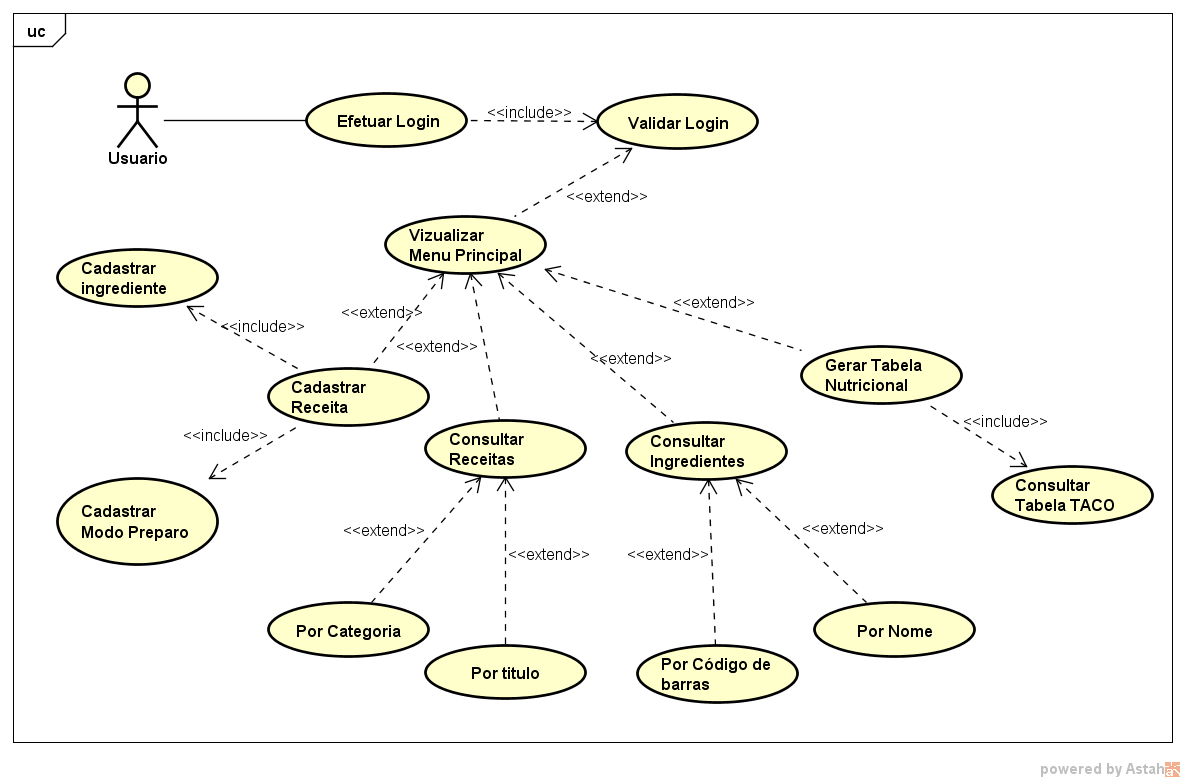 uc
Usuario
Efetuar Login
<<include>>
Validar Login
<<extend>>
Vizualizar
Menu Principal
Cadastrar
ingrediente
<<include>>
<<extend>>
<<extend>>
<<extend>>
<<extend>>
Gerar Tabela
Nutricional
Cadastrar
Receita
<<include>>
<<include>>
Consultar
Receitas
Consultar
Ingredientes
Consultar
Tabela TACO
Cadastrar
Modo Preparo
<<extend>>
<<extend>>
<<extend>>
<<extend>>
Por Categoria
Por titulo
Por Código de
barras
Por Nome
powered by Astah